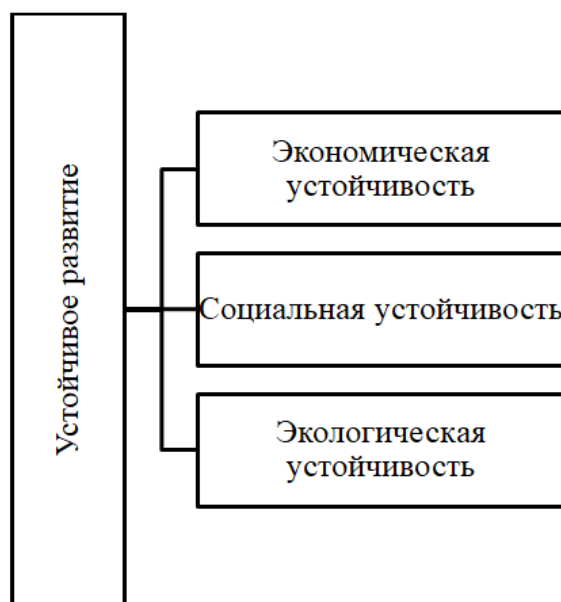 Устойчивое развитие
Экономическая
устойчивость
Социальная устойчивость
Экологическая
устойчивость